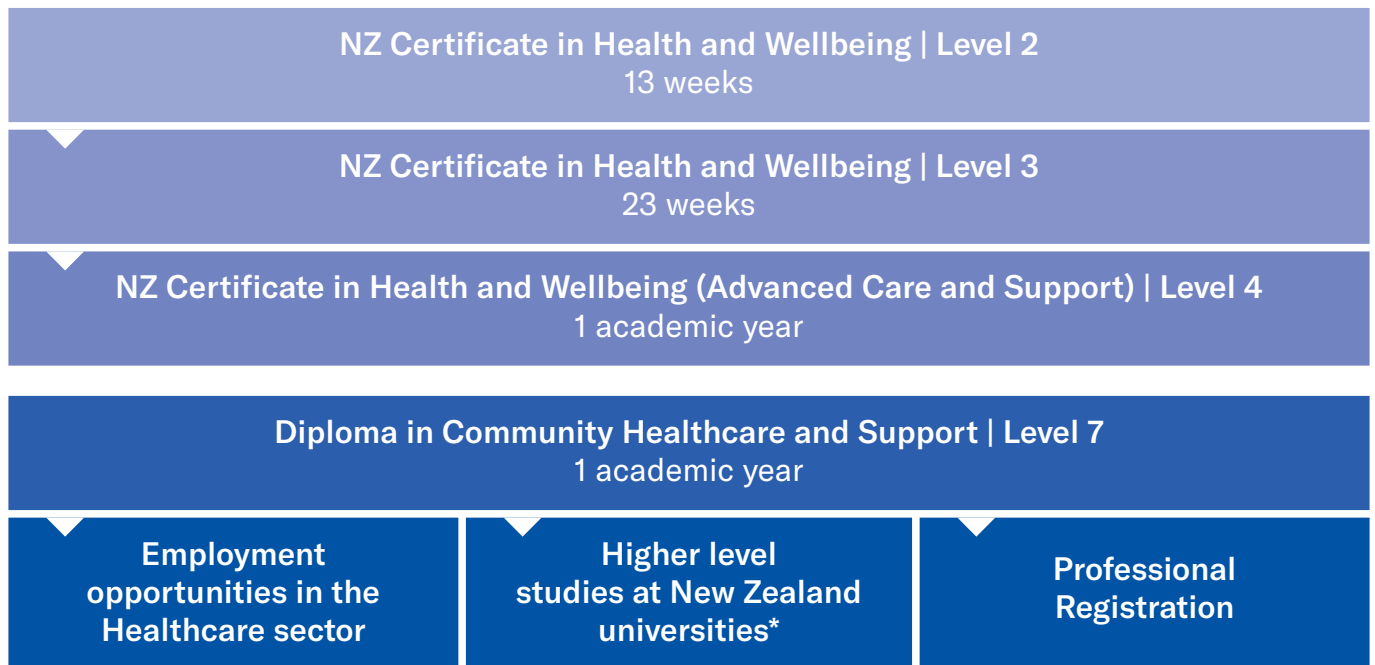 NZ Certificate in Health and Wellbeing | Level 2
13 weeks
NZ Certificate in Health and Wellbeing | Level 3
23 weeks
NZ Certificate in Health and Wellbeing (Advanced Care and Support) | Level 4
1 academic year
Diploma in Community Healthcare and Support | Level 7
1 academic year
Employment
opportunities in the
Healthcare sector
Higher level
studies at New Zealand
universities*
Professional
Registration